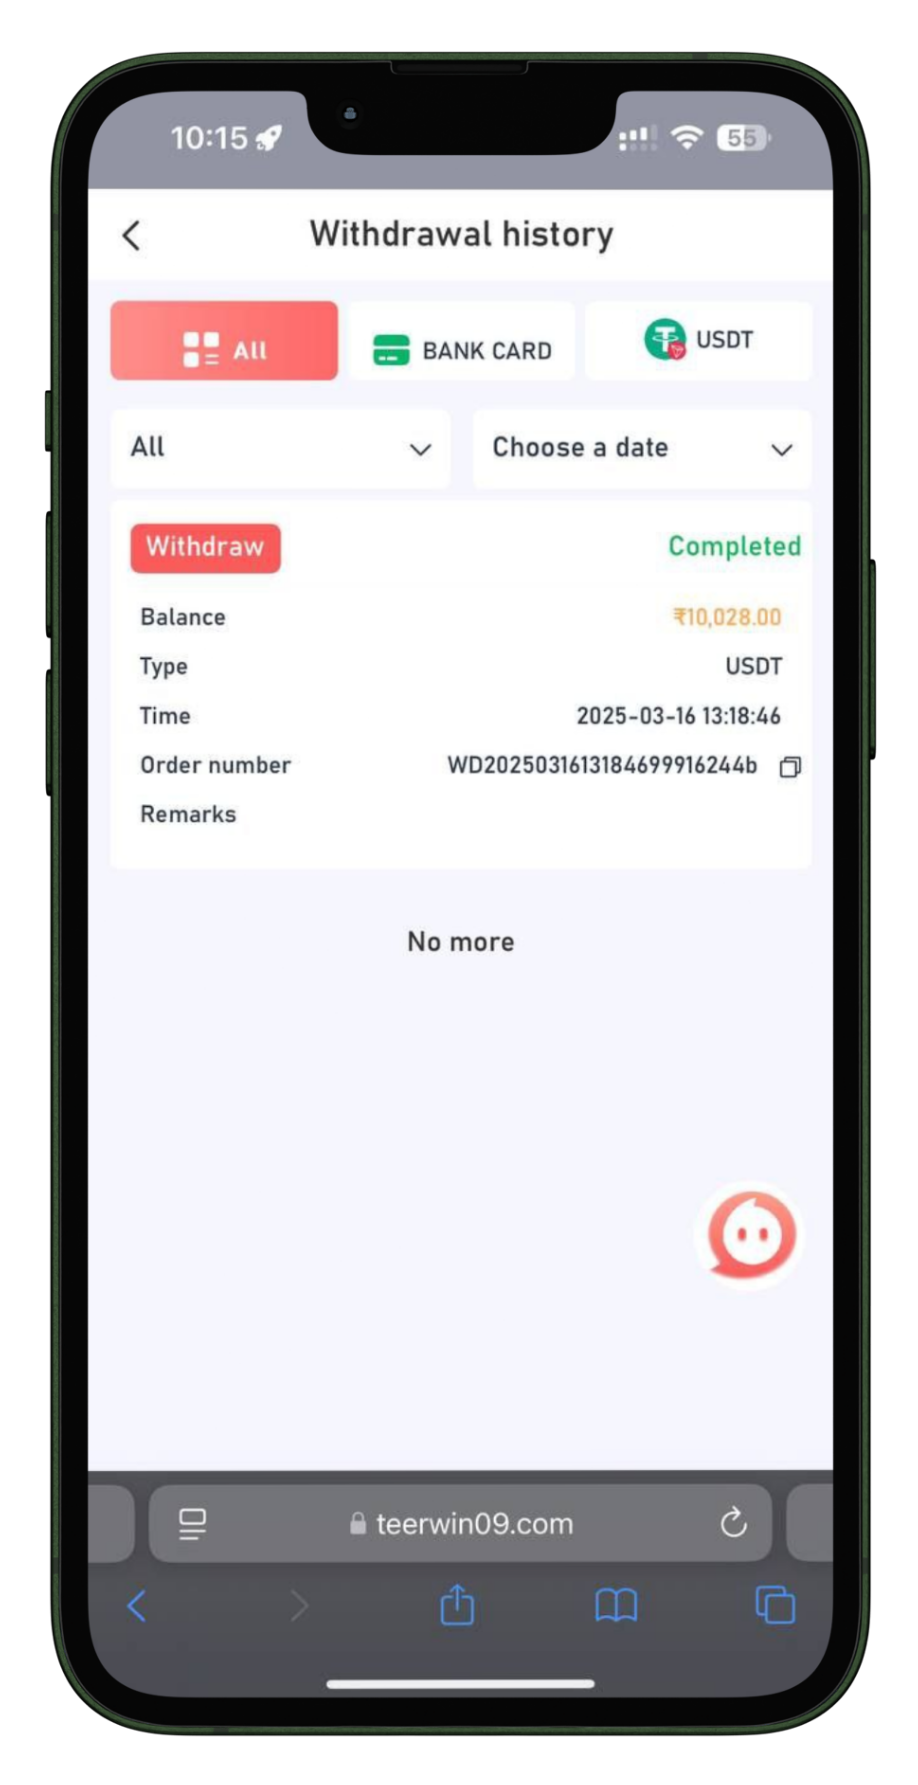 10:15
55
Withdrawal history
All
BANK CARD
USDT
All
Choose a date
Withdraw
Completed
Balance
₹10,028.00
Type
USDT
Time
2025-03-16 13:18:46
Order number
WD2025031613184699916244b
Remarks
No more
teerwin09.com